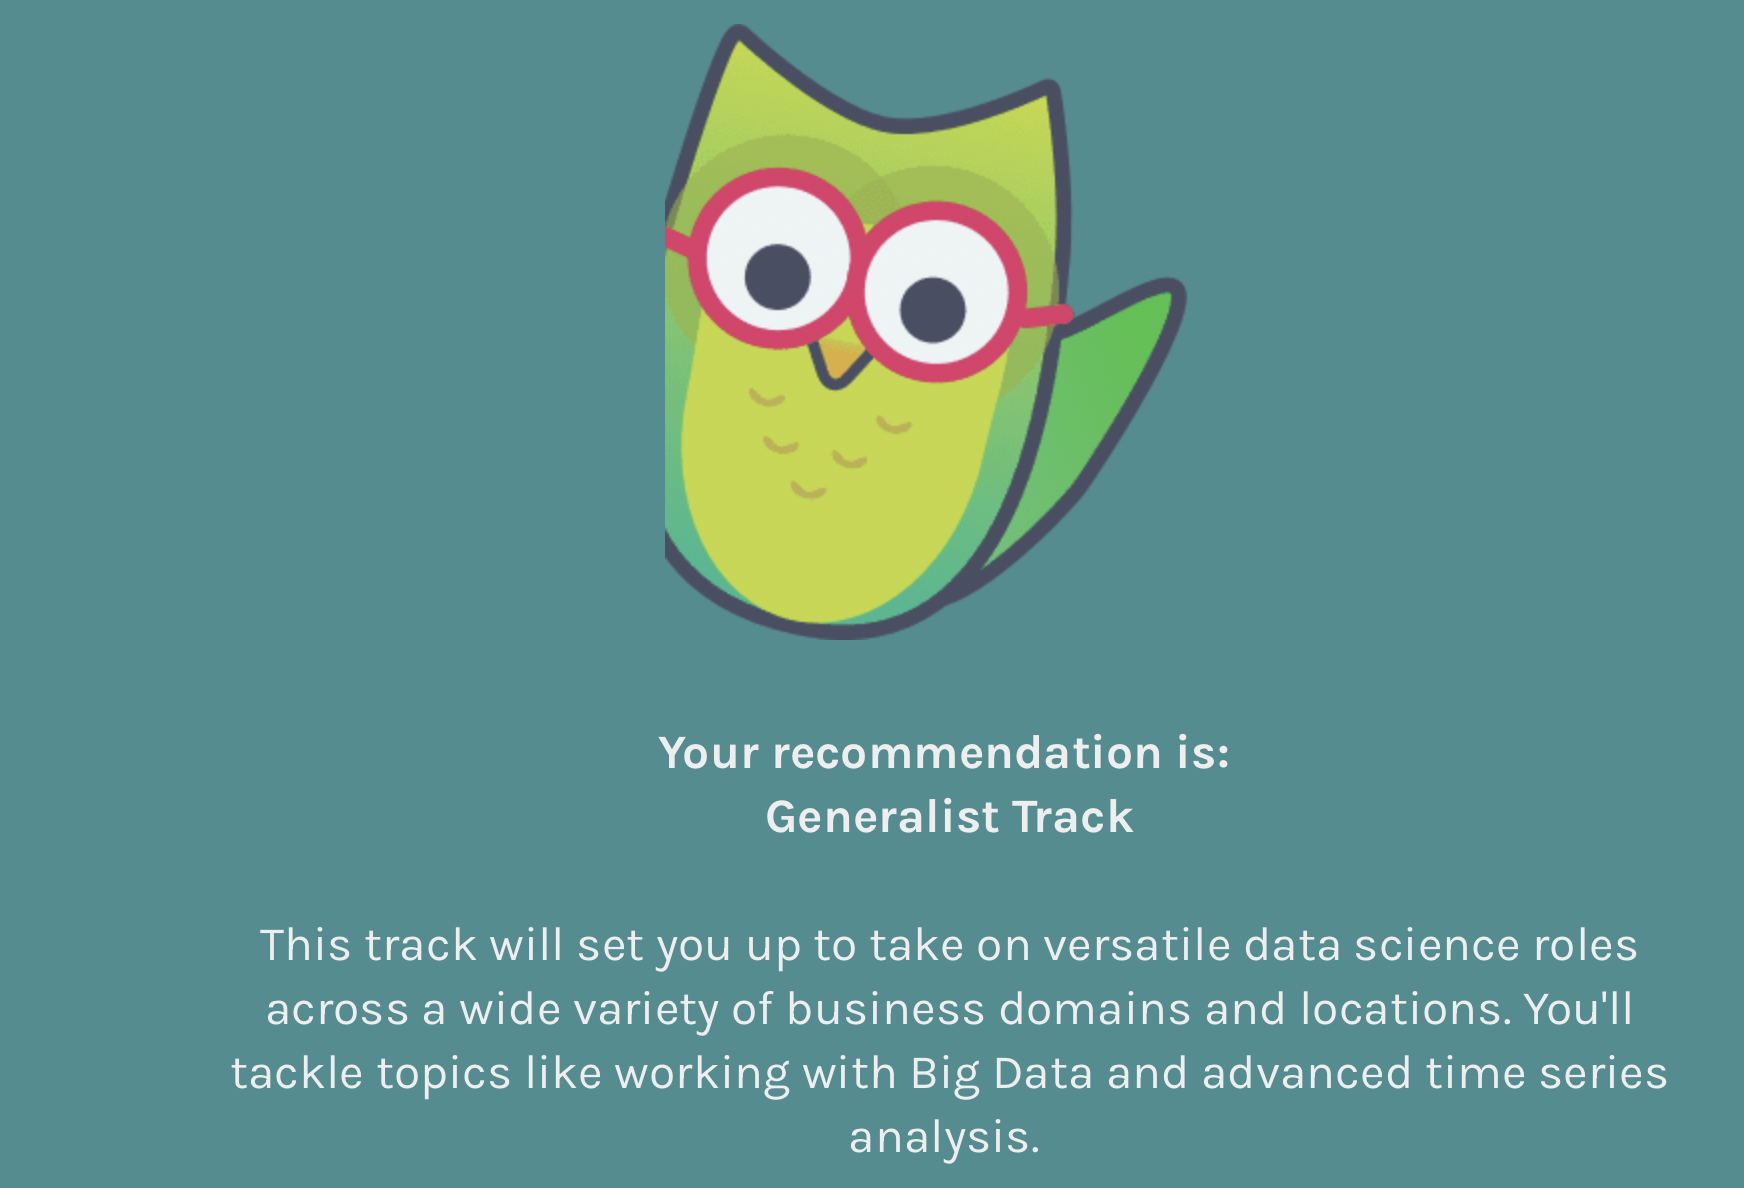 Your recommendation is:
Generalist Track
This track will set you up to take on versatile data science roles
across a wide variety of business domains and locations. You'll
tackle topics like working with Big Data and advanced time series
analysis.